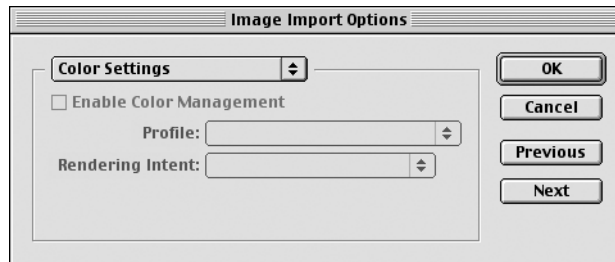 Image Import Options
Color Settings
OK
Enable Color Management
Cancel
Profile:
Previous
Rendering Intent:
Next